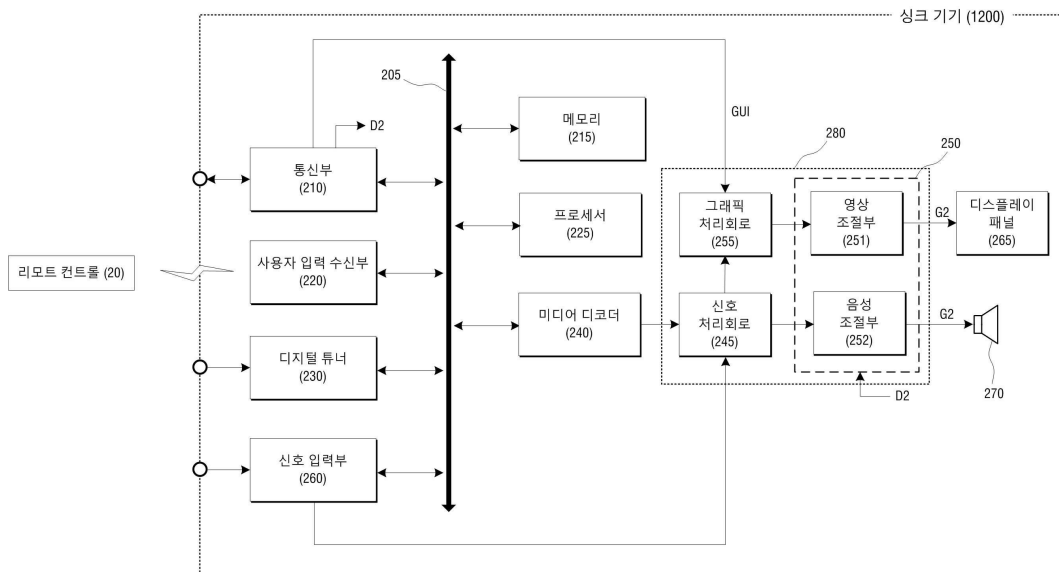 싱크 기기 (1200)
205
D2
GUI
메모리
(215)
280
250
통신부
(210)
그래픽
처리회로
(255)
영상
조절부
(251)
G2
디스플레이
패널
(265)
프로세서
(225)
리모트 컨트롤 (20)
사용자 입력 수신부
(220)
미디어 디코더
(240)
신호
처리회로
(245)
음성
조절부
(252)
G2
270
디지털 튜너
(230)
D2
신호 입력부
(260)